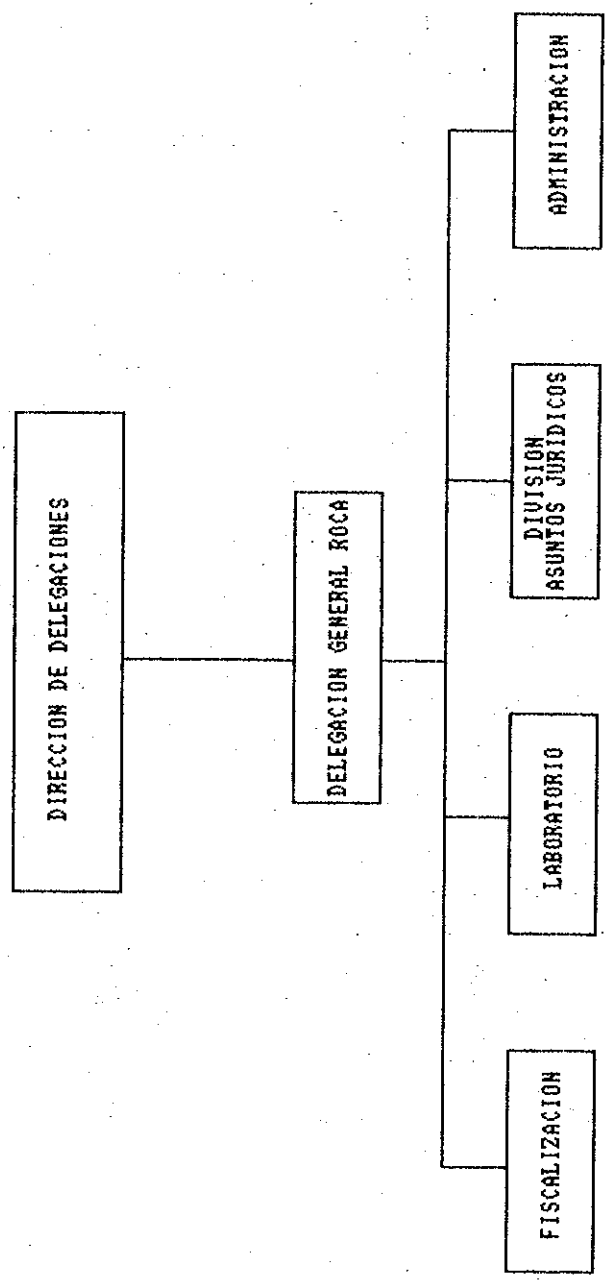 DIRECCION DE DELEGACIONES
DELEGACION GENERAL ROCA
FISCALIZACION
LABORATORIO
DIVISION
ASUNTOS JURIDICOS
ADMINISTRACION